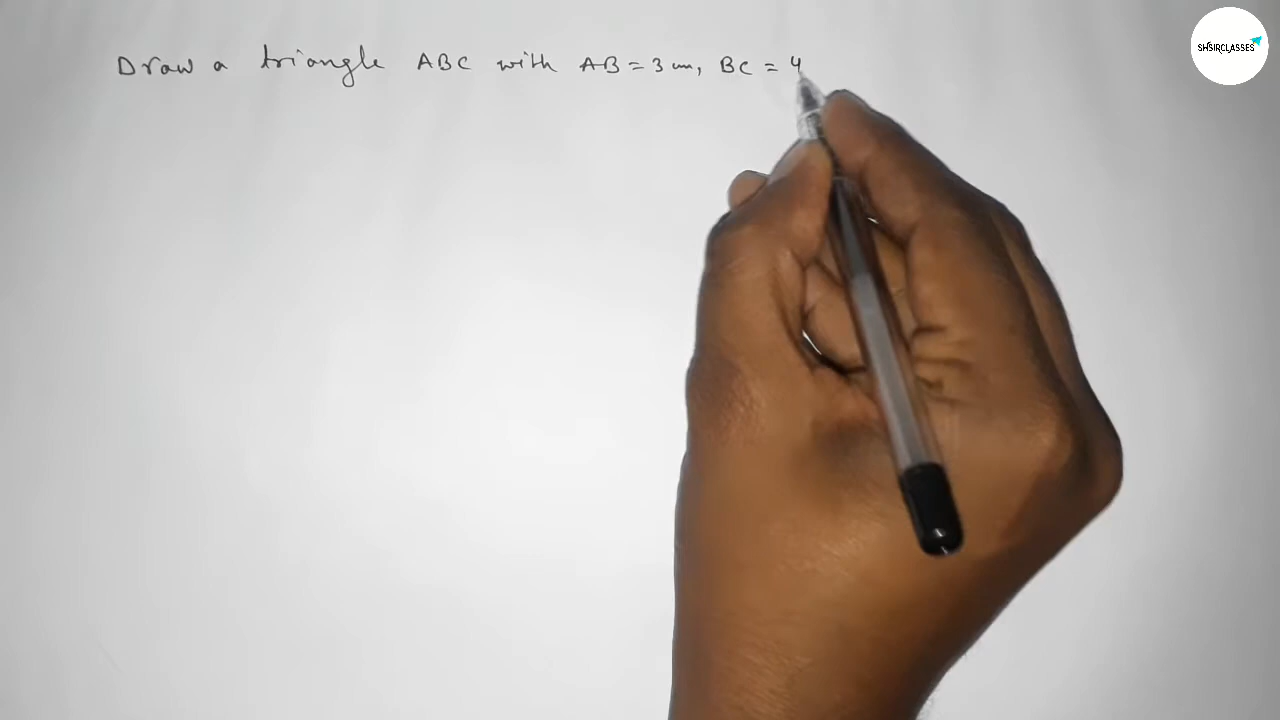 Draw a triangle ABC with AB = 3 cm, BC = 4
SHSIRCLASSES